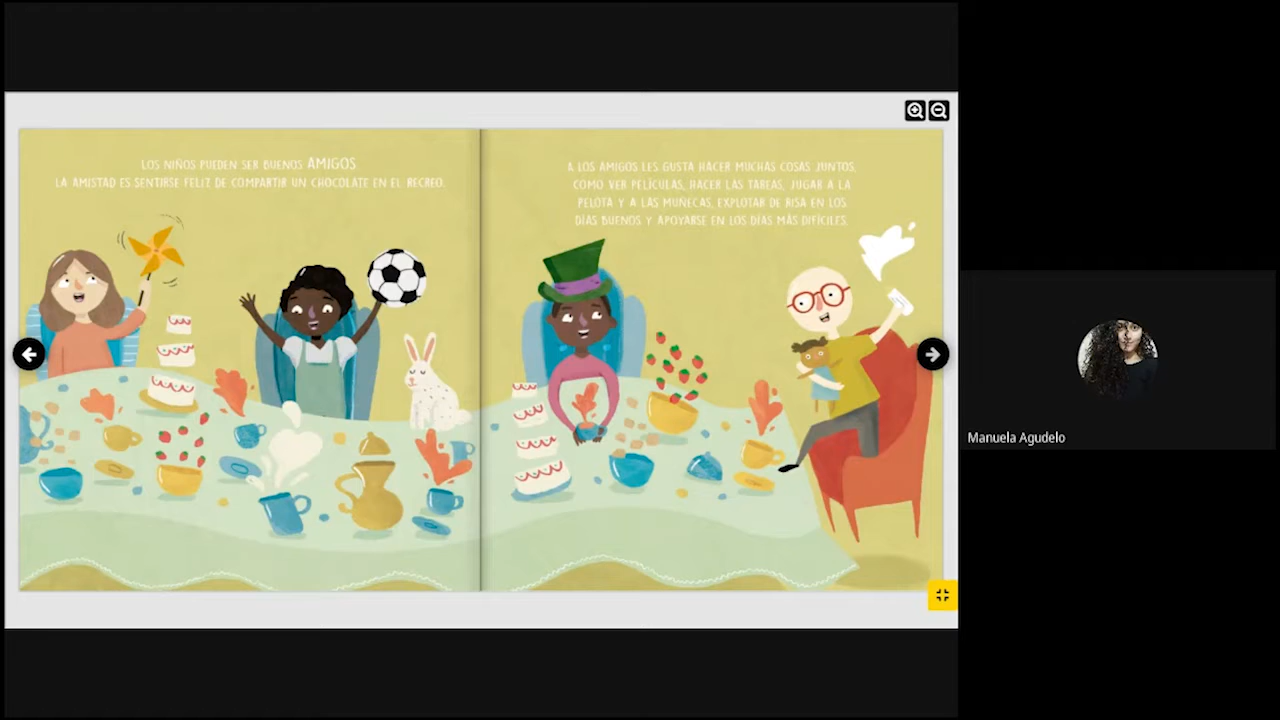 LOS NIÑOS PUEDEN SER BUENOS AMIGOS.
LA AMISTAD ES SENTIRSE FELIZ DE COMPARTIR UN CHOCOLATE EN EL RECREO.
A LOS AMIGOS LES GUSTA HACER MUCHAS COSAS JUNTOS,
COMO VER PELÍCULAS, HACER LAS TAREAS, JUGAR A LA
PELOTA Y A LAS MUÑECAS, EXPLOTAR DE RISA EN LOS
DÍAS BUENOS Y APOYARSE EN LOS DÍAS MÁS DIFÍCILES.
Manuela Agudelo